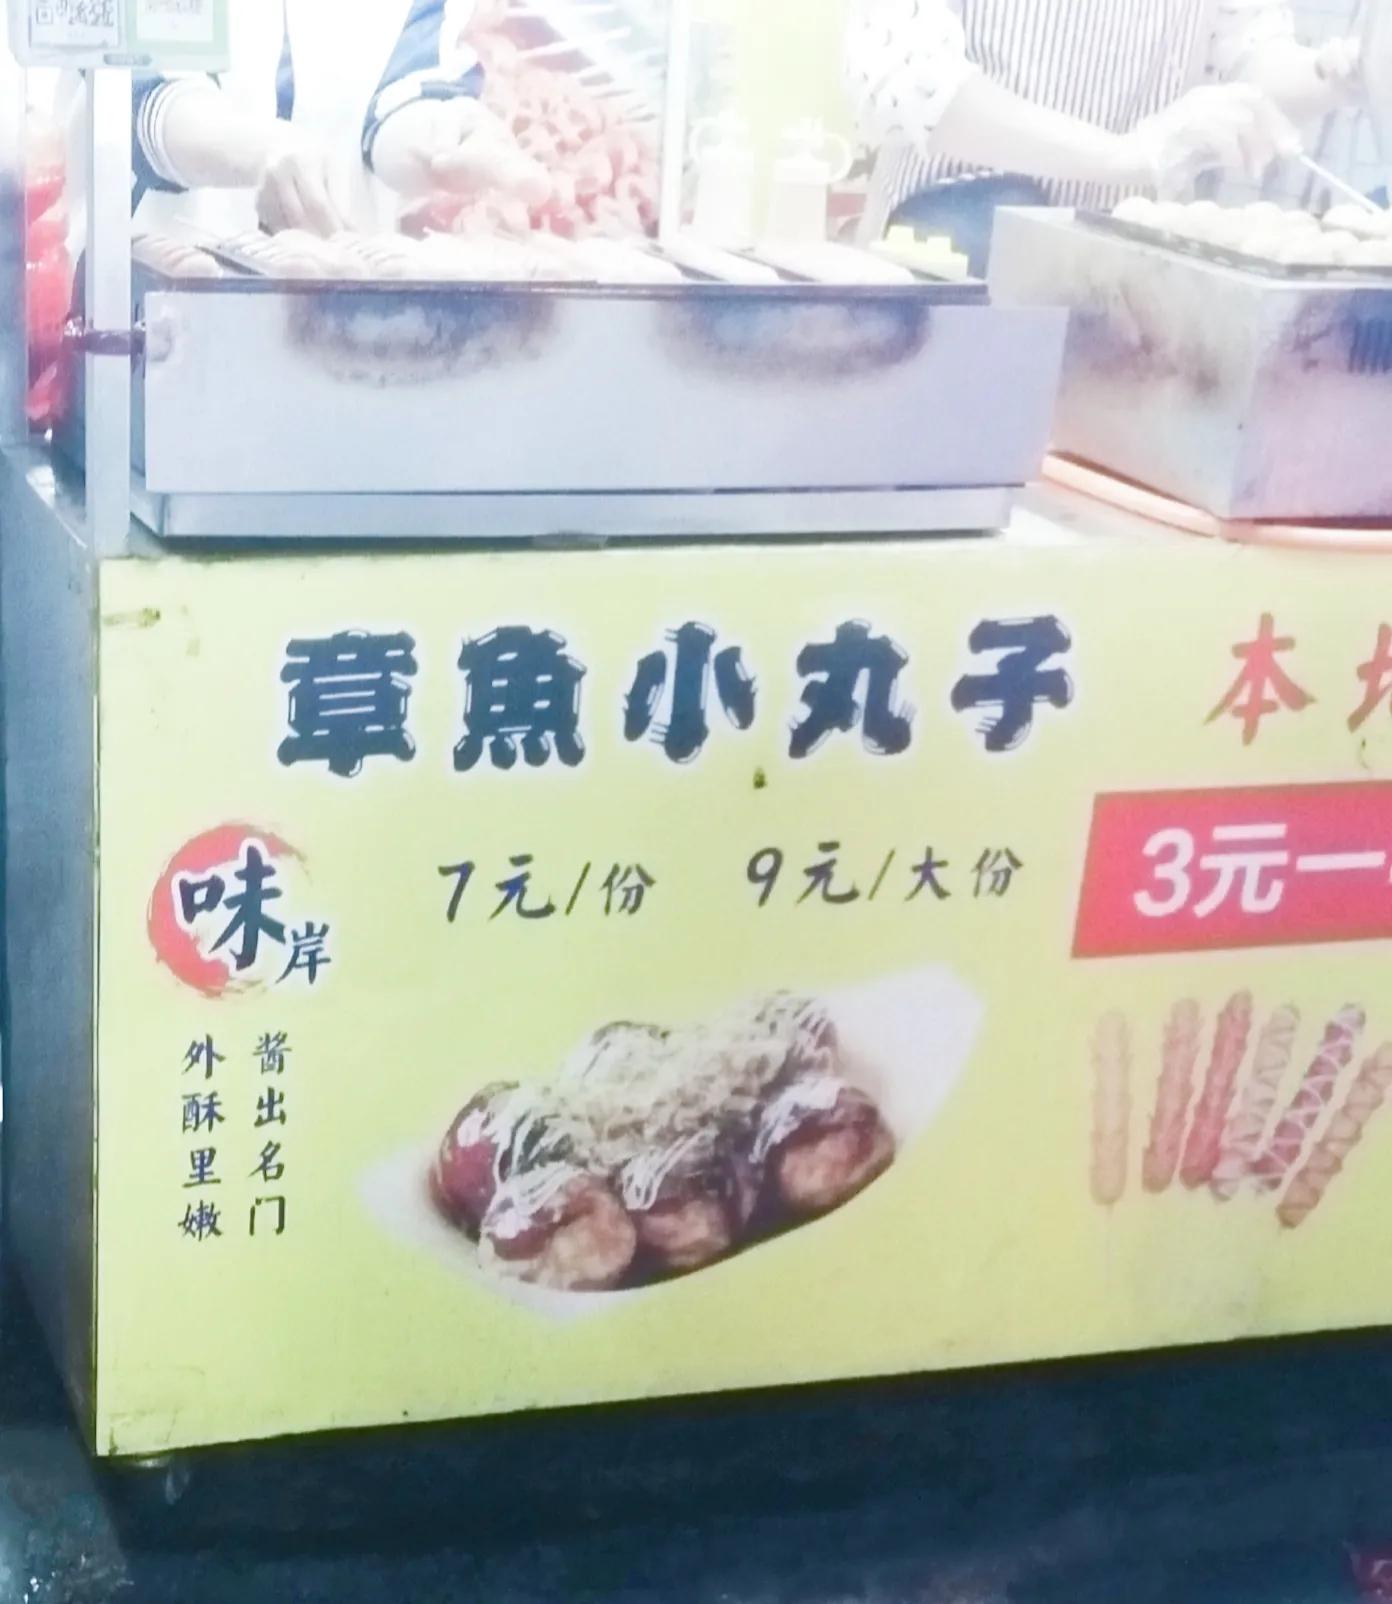 章魚小丸子
本
7元/份 9元/大份
3元一
味岸
酱出名门
外酥里嫩